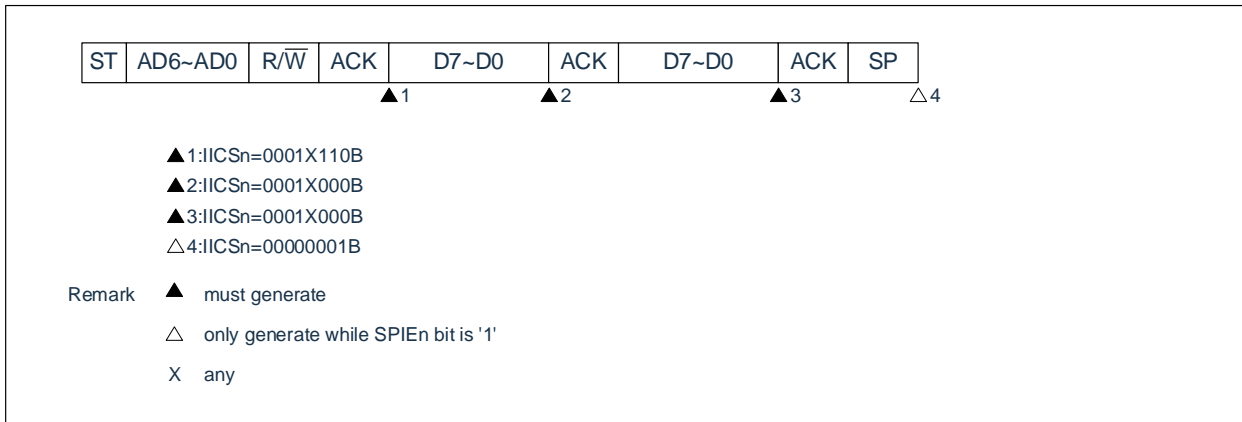 ST AD6~AD0 R/W̅ ACK D7~D0 ACK D7~D0 ACK SP
▲1 ▲2 ▲3 △4
▲1:IICSn=0001X110B
▲2:IICSn=0001X000B
▲3:IICSn=0001X000B
△4:IICSn=00000001B
Remark ▲ must generate
△ only generate while SPIEn bit is '1'
X any